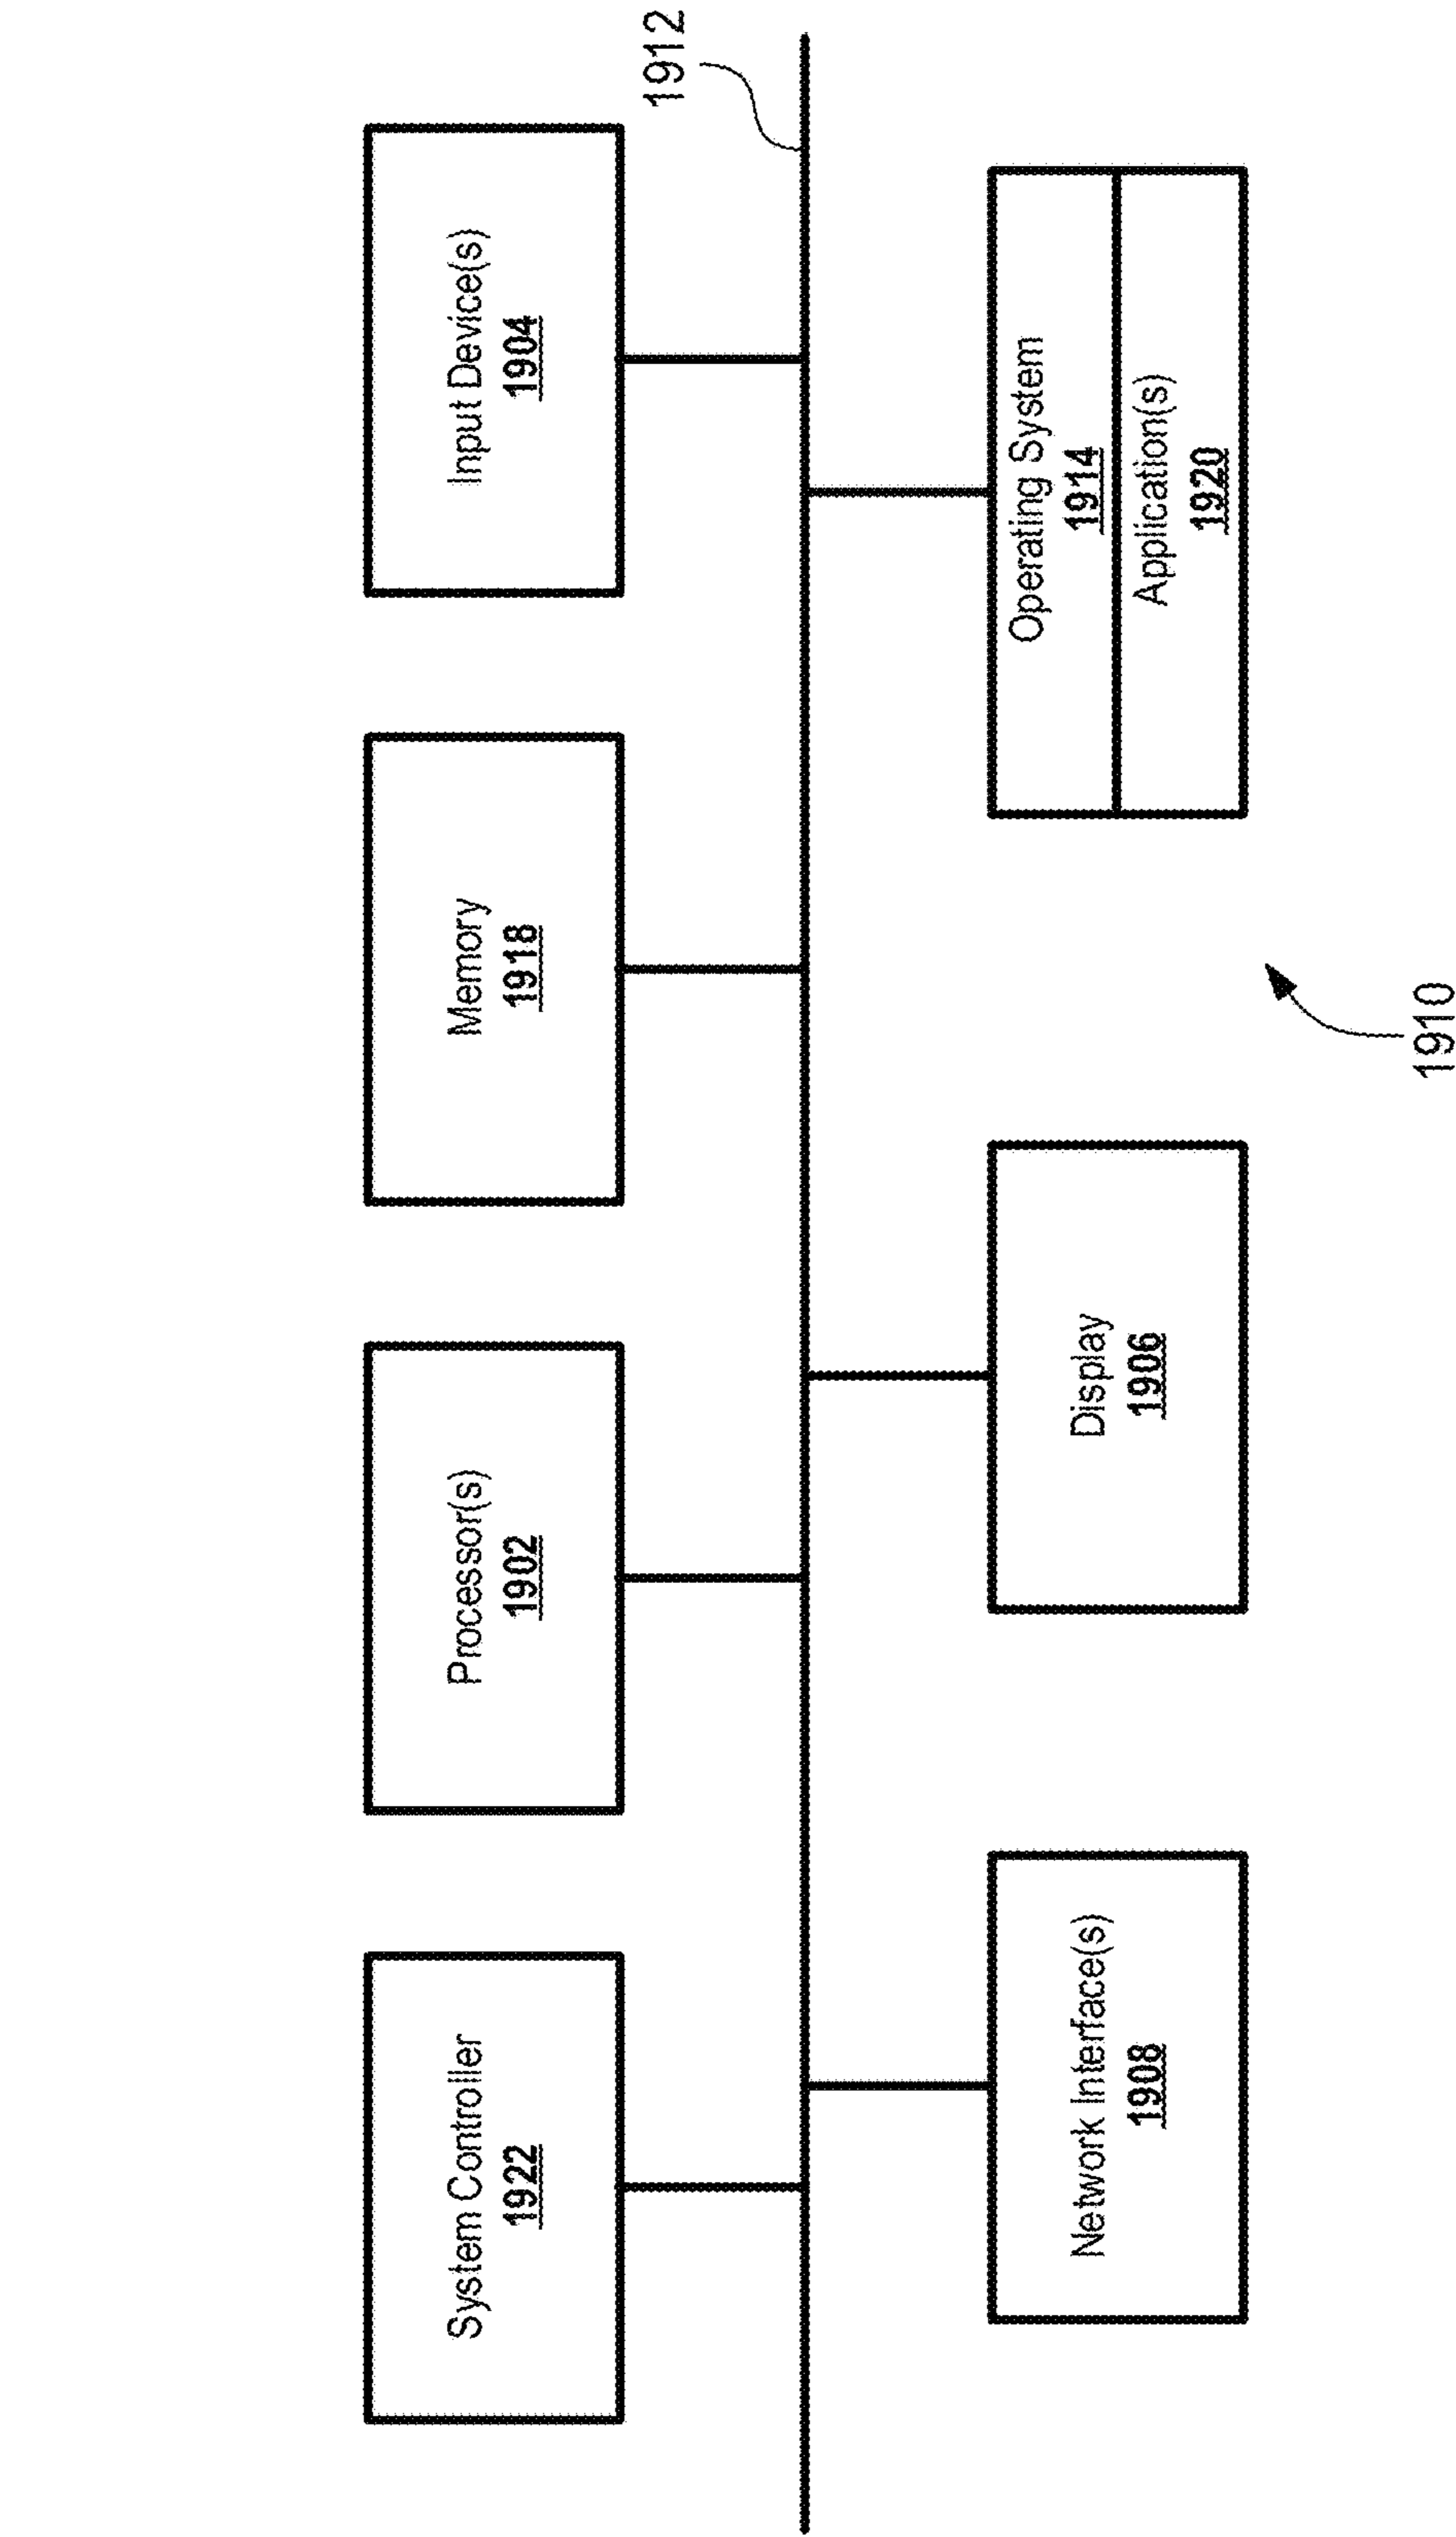 System Controller
1922
Processor(s)
1902
Memory
1918
Input Device(s)
1904
1912
Network Interface(s)
1908
Display
1906
Operating System
1914
Application(s)
1920
1910